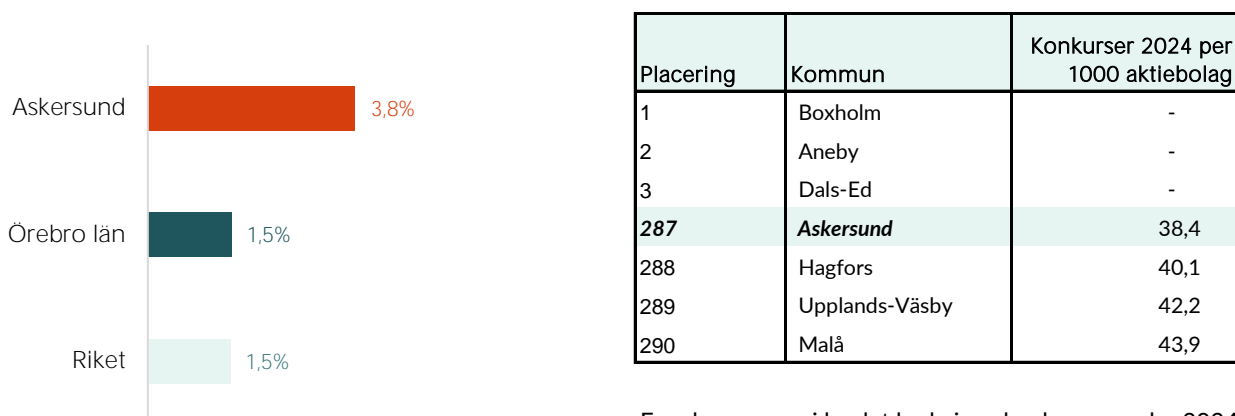 Askersund 3,8%
Örebro län 1,5%
Riket 1,5%
Placering Kommun Konkurser 2024 per 1000 aktiebolag
1 Boxholm -
2 Aneby -
3 Dals-Ed -
287 Askersund 38,4
288 Hagfors 40,1
289 Upplands-Väsby 42,2
290 Malå 43,9